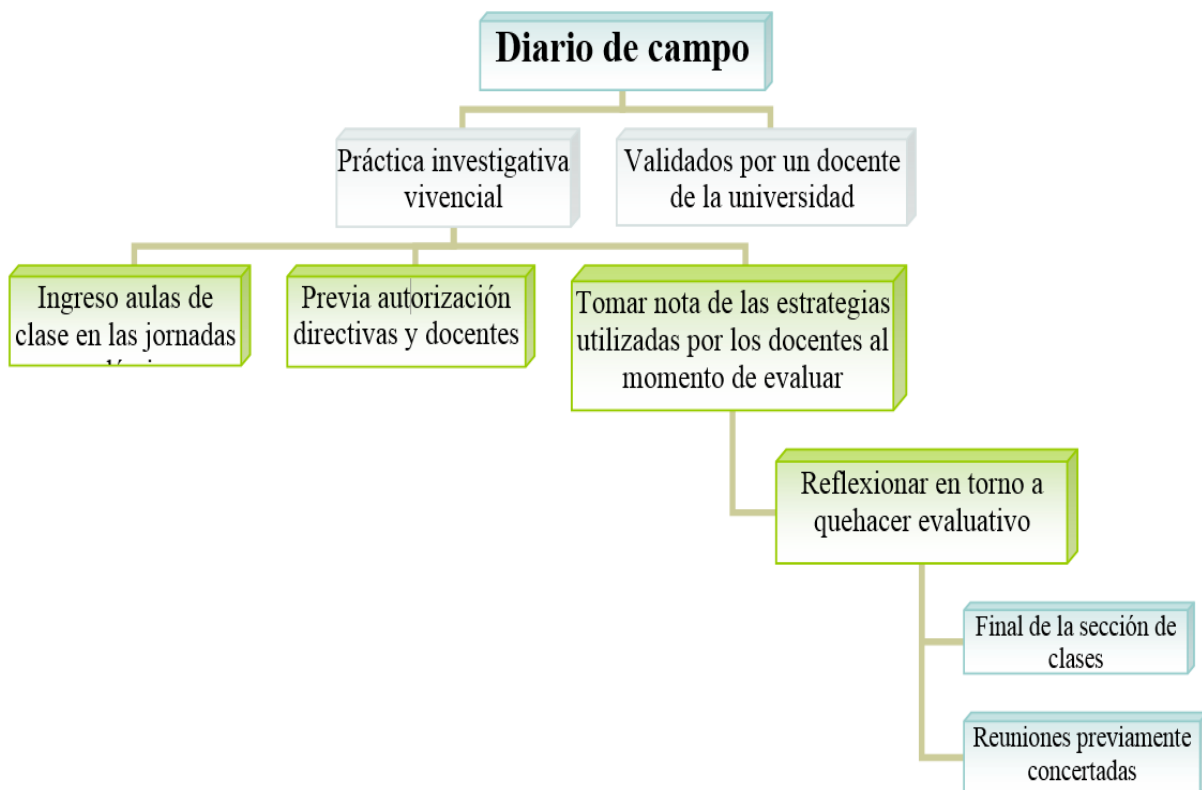 Diario de campo
Práctica investigativa
vivencial
Validados por un docente
de la universidad
Ingreso aulas de
clase en las jornadas
Previa autorización
directivas y docentes
Tomar nota de las estrategias
utilizadas por los docentes al
momento de evaluar
Reflexionar en torno a
quehacer evaluativo
Final de la sección de
clases
Reuniones previamente
concertadas